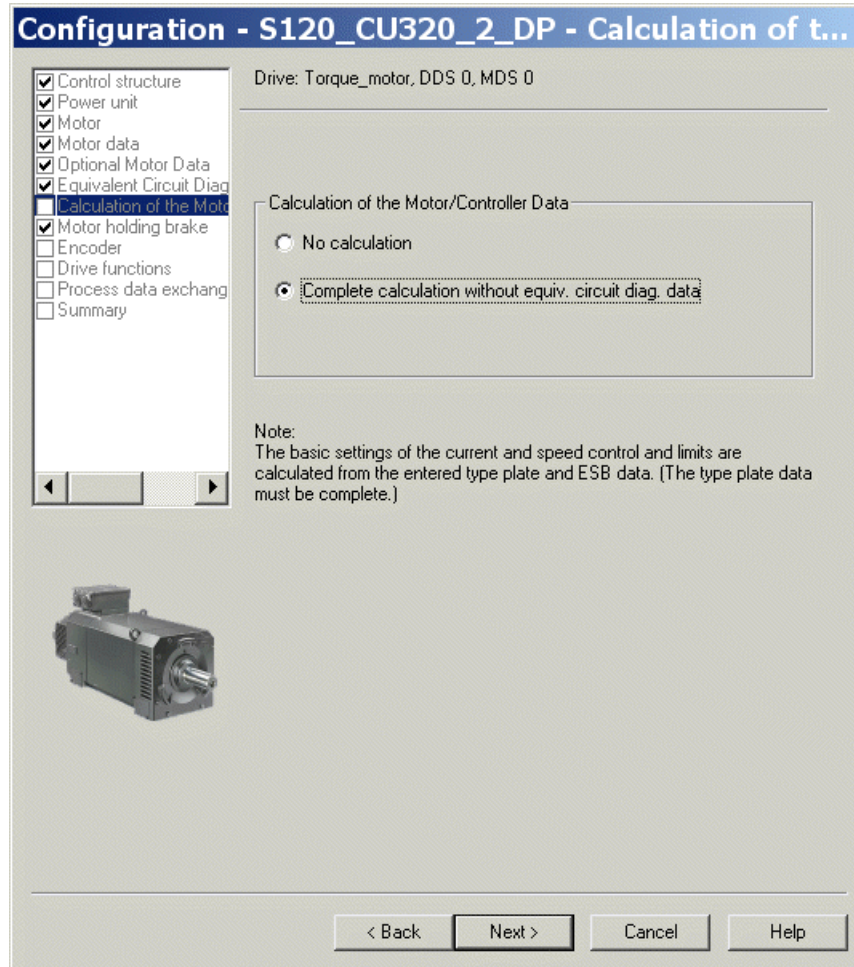 Configuration - S120_CU320_2_DP - Calculation of t...
Control structure
Power unit
Motor
Motor data
Optional Motor Data
Equivalent Circuit Diag
Calculation of the Moto
Motor holding brake
Encoder
Drive functions
Process data exchang
Summary
Drive: Torque_motor, DDS 0, MDS 0
Calculation of the Motor/Controller Data
No calculation
Complete calculation without equiv. circuit diag. data
Note:
The basic settings of the current and speed control and limits are
calculated from the entered type plate and ESB data. (The type plate data
must be complete.)
< Back
Next >
Cancel
Help